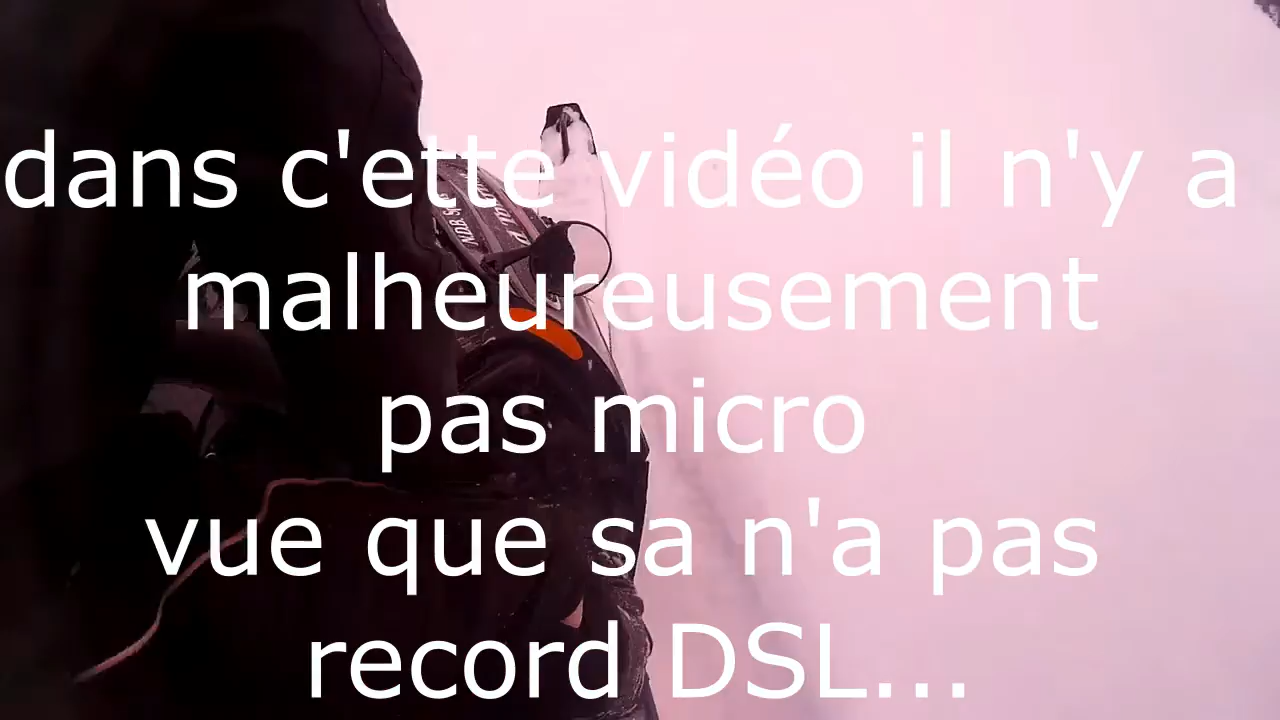 dans c'ette vidéo il n'y a
malheureusement
pas micro
vue que sa n'a pas
record DSL...